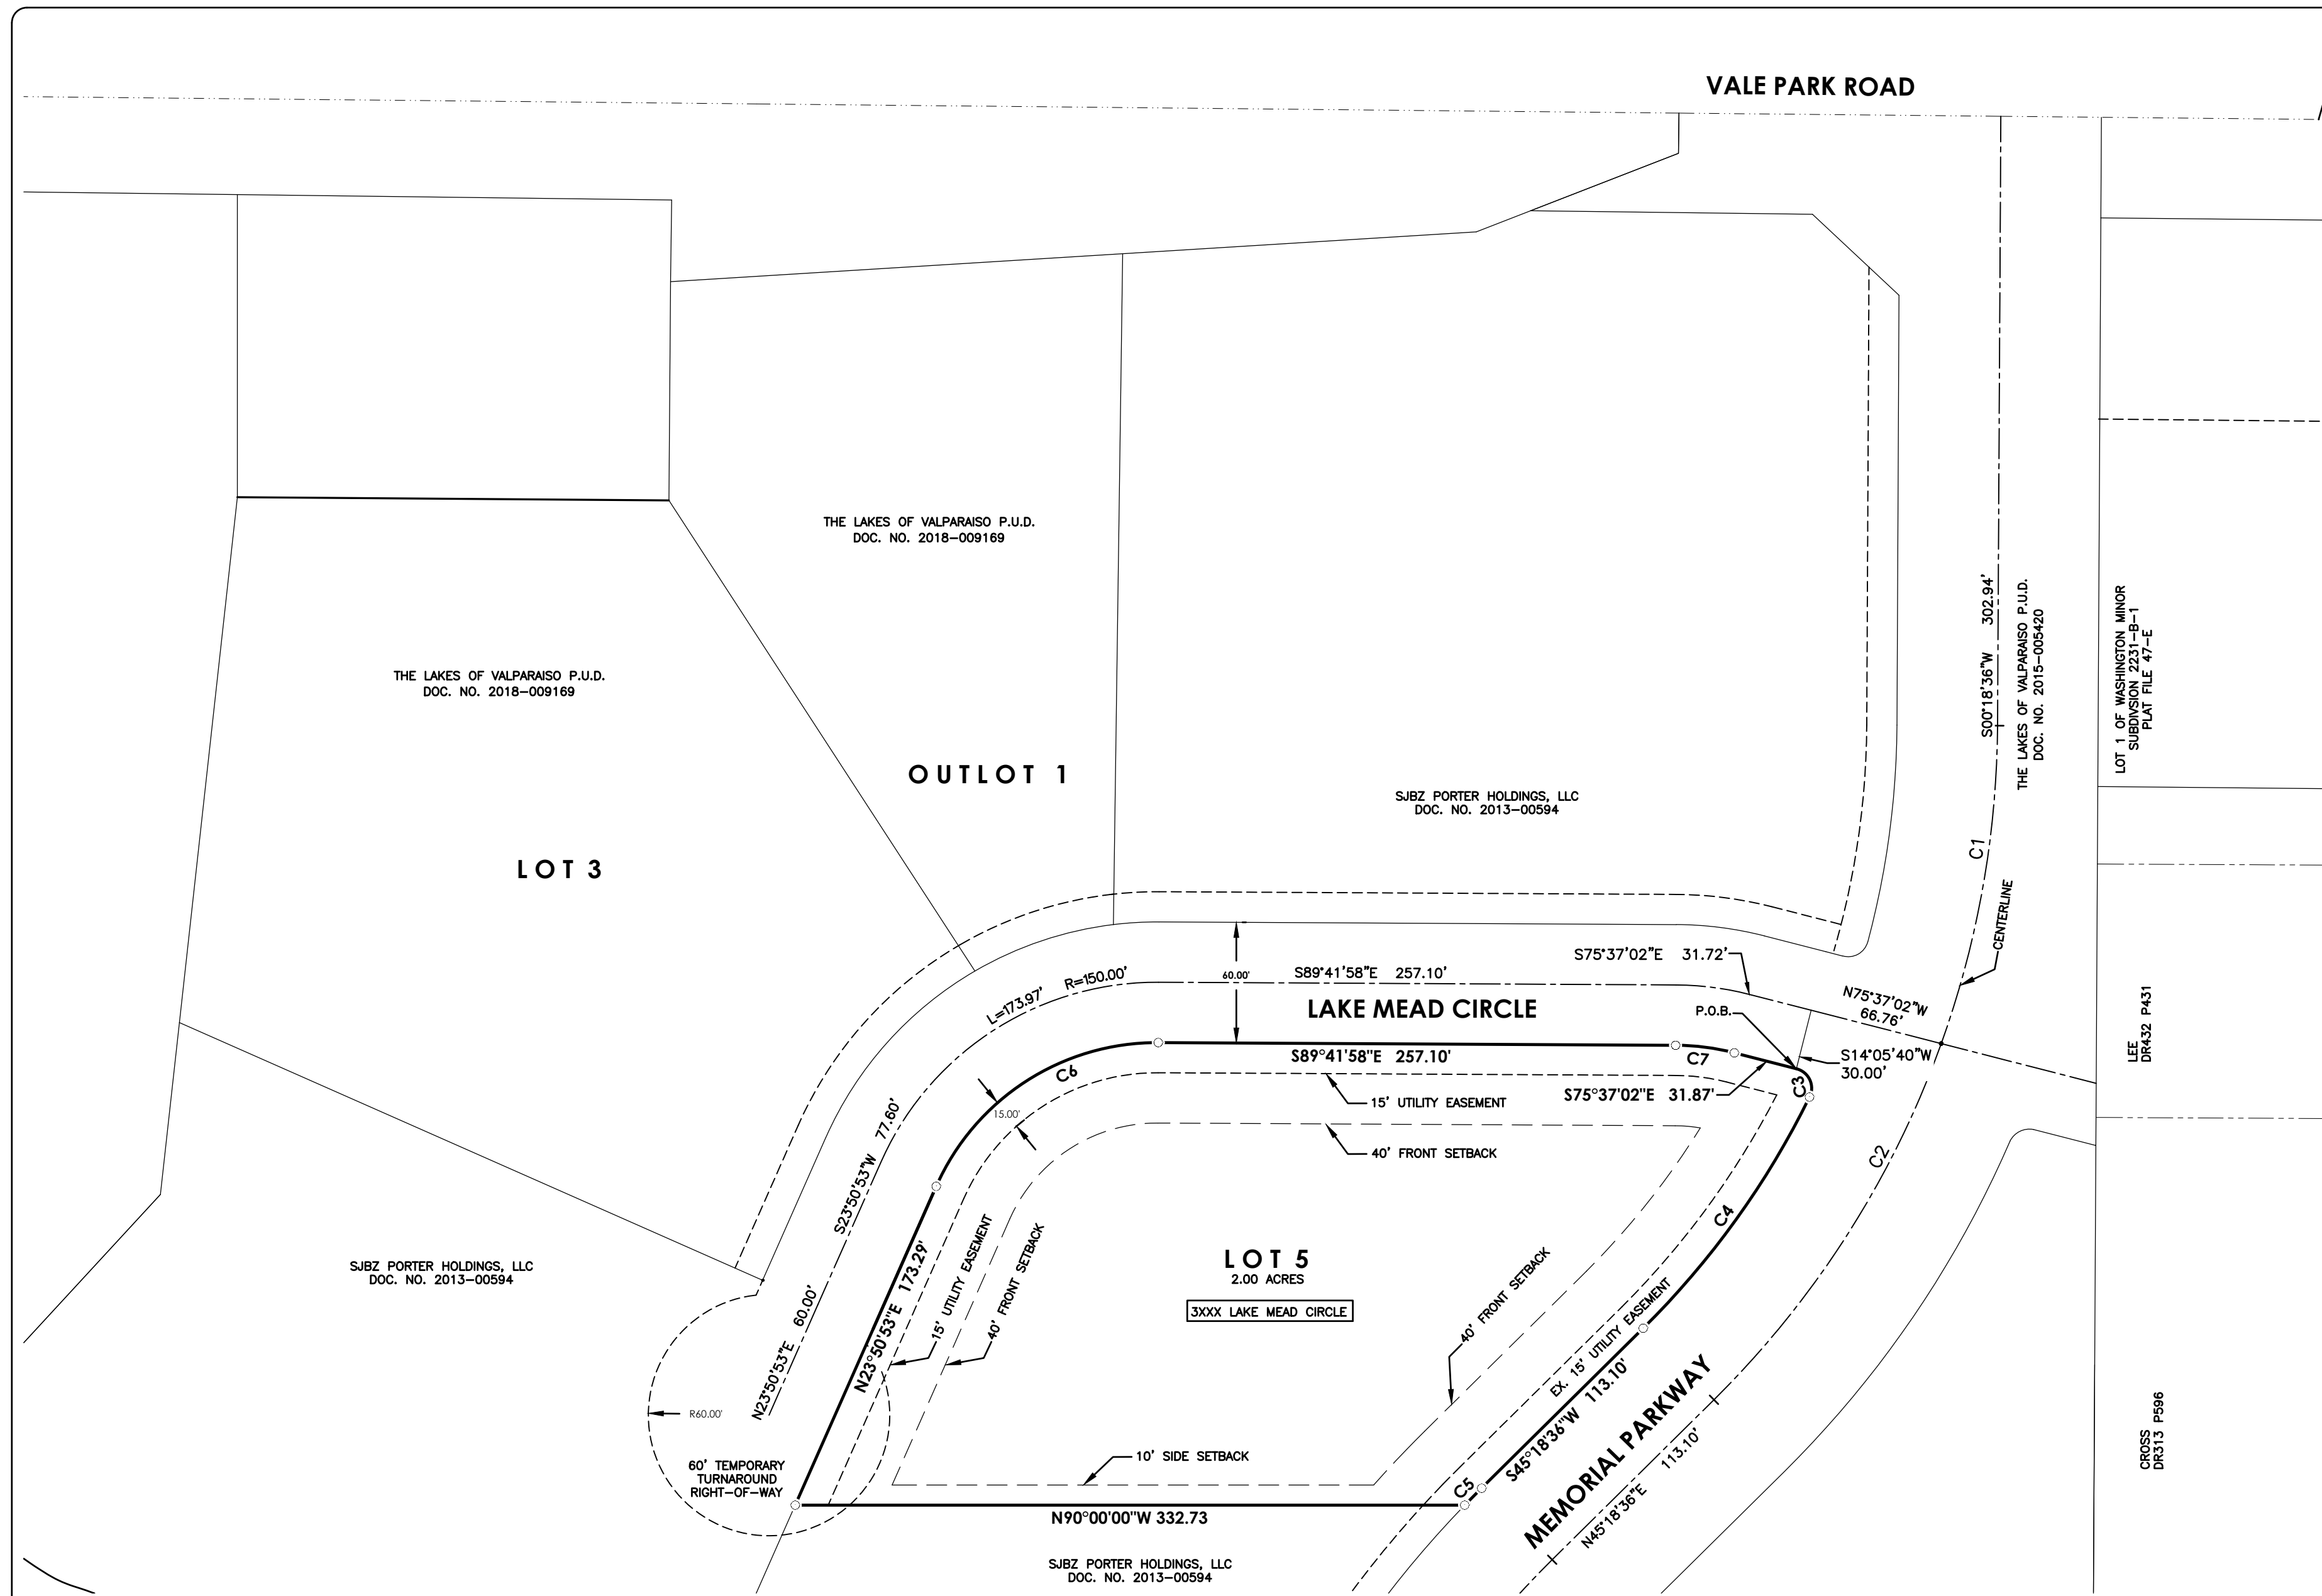 VALE PARK ROAD
THE LAKES OF VALPARAISO P.U.D.
DOC. NO. 2018-009169
THE LAKES OF VALPARAISO P.U.D.
DOC. NO. 2018-009169
OUTLOT 1
LOT 3
SJBZ PORTER HOLDINGS, LLC
DOC. NO. 2013-00594
S00°18'36"W 302.94'
THE LAKES OF VALPARAISO P.U.D.
DOC. NO. 2015-005420
LOT 1 OF WASHINGTON MINOR
SUBDIVSION 2231-B-1
PLAT FILE 47-E
C1
CENTERLINE
S75°37'02"E 31.72'
L=173.97' R=150.00'
60.00'
S89°41'58"E 257.10'
LAKE MEAD CIRCLE
P.O.B.
N75°37'02"W
66.76'
S14°05'40"W
30.00'
LEE
DR432 P431
S89°41'58"E 257.10'
C7
C6
C3
S75°37'02"E 31.87'
15.00'
15' UTILITY EASEMENT
40' FRONT SETBACK
S23°50'53"W 77.60'
C2
C4
SJBZ PORTER HOLDINGS, LLC
DOC. NO. 2013-00594
LOT 5
2.00 ACRES
3XXX LAKE MEAD CIRCLE
N23°50'53"E 60.00'
N23°50'53"E 173.29'
15' UTILITY EASEMENT
40' FRONT SETBACK
40' FRONT SETBACK
EX. 15' UTILITY EASEMENT
R60.00'
60' TEMPORARY
TURNAROUND
RIGHT-OF-WAY
10' SIDE SETBACK
C5
S45°18'36"W 113.10'
MEMORIAL PARKWAY
N45°18'36"E 113.10'
CROSS
DR313 P596
N90°00'00"W 332.73
SJBZ PORTER HOLDINGS, LLC
DOC. NO. 2013-00594